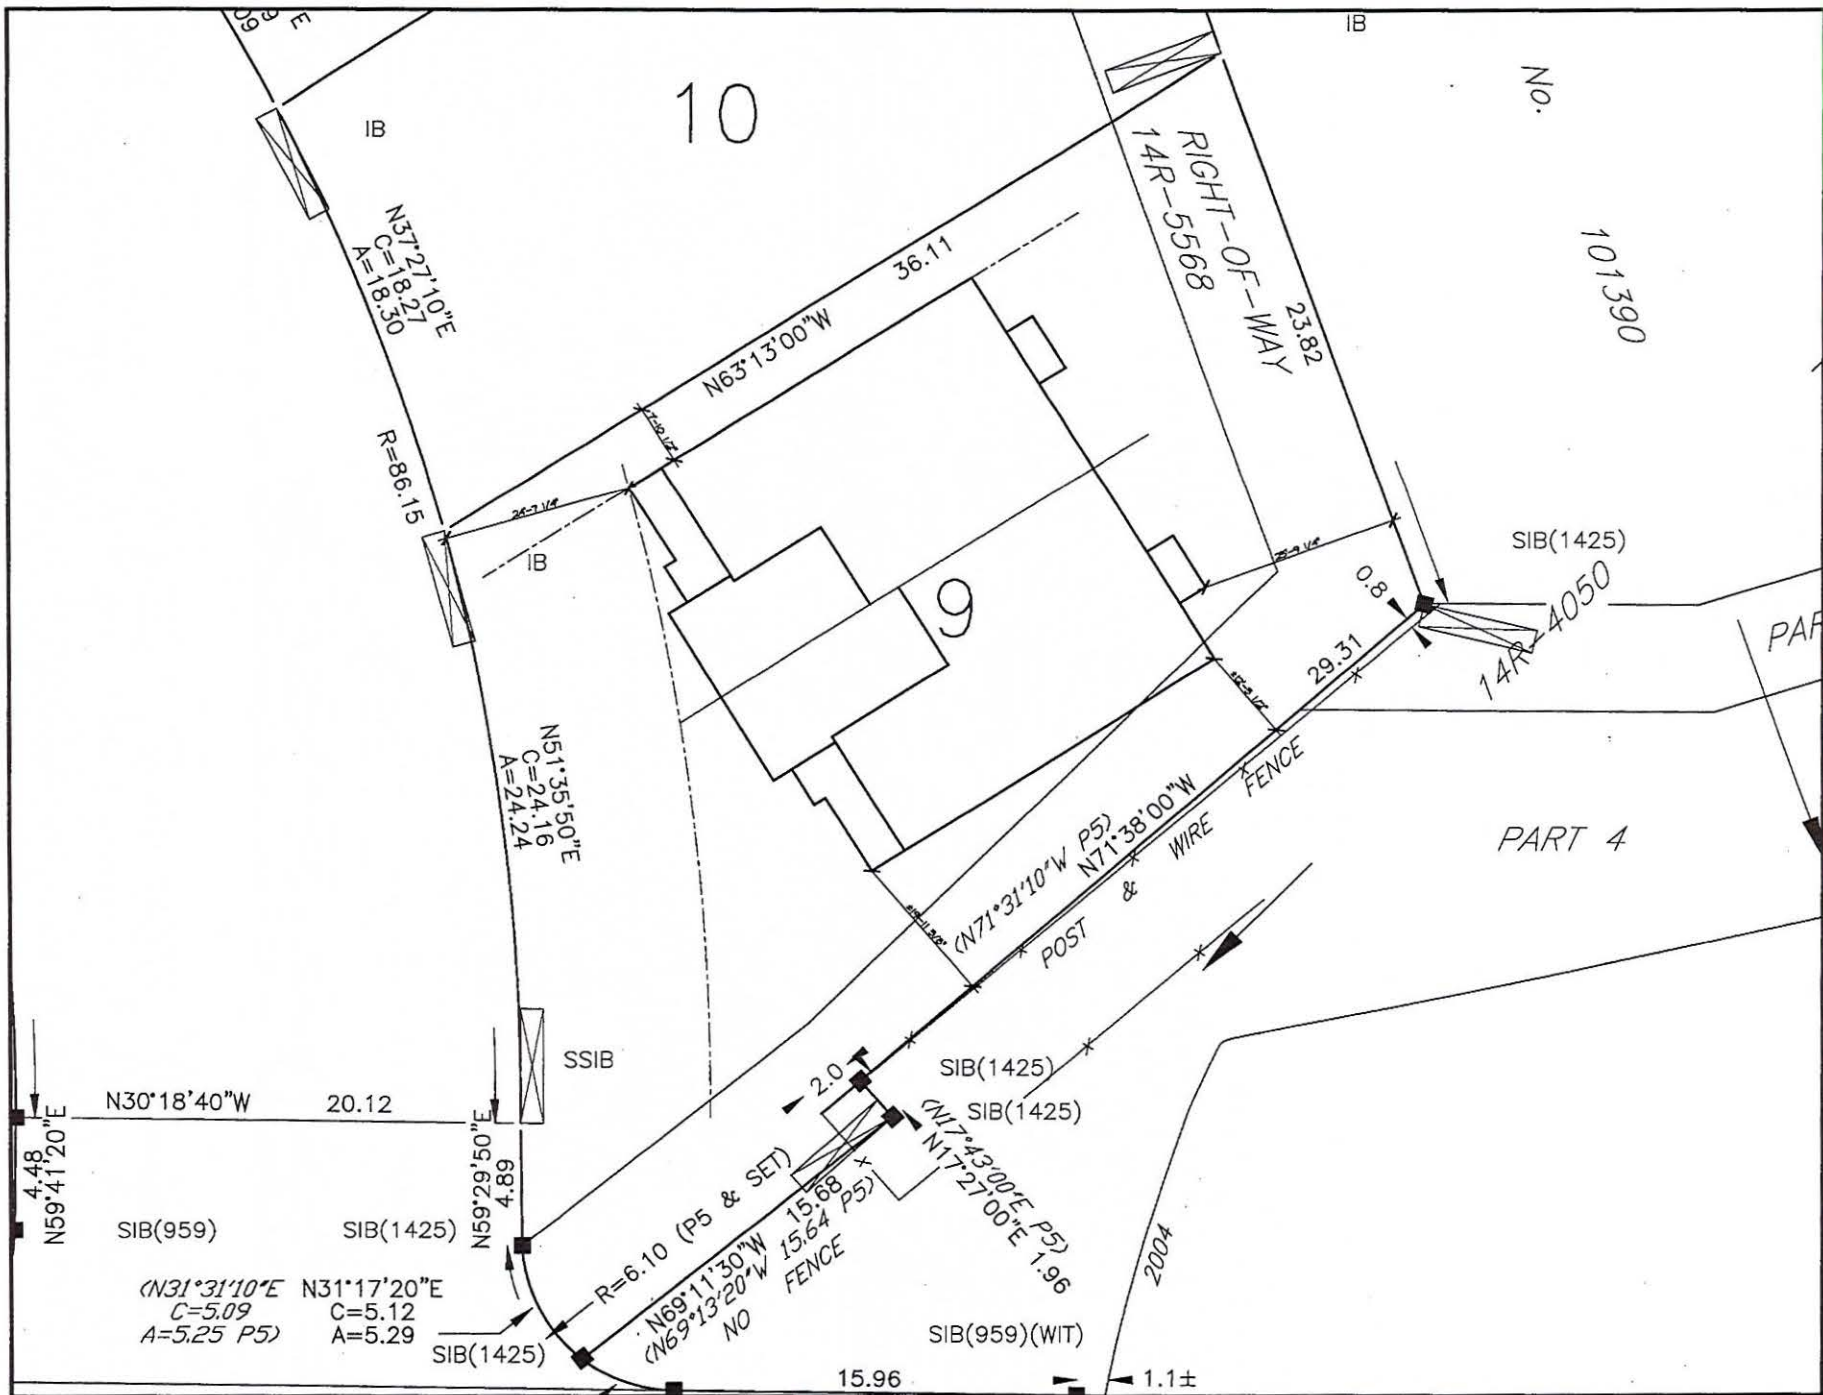 IB
No.
10
IB
RIGHT-OF-WAY
14R-5568
101390
N37°27'10"E
C=18.27
A=18.30
36.11
23.82
N63°13'00"W
7-10 1/2"
R=86.15
IB
SIB(1425)
0.8
9
14R-4050
29.31
N51°35'50"E
C=24.16
A=24.24
(N71°31'10"W P5)
N71°38'00"W
POST & WIRE FENCE
PART 4
SSIB
2.0
SIB(1425)
SIB(1425)
N30°18'40"W 20.12
4.48
N59°41'20"E
N59°29'50"E
4.89
(N17°43'00"E P5)
N17°27'00"E 1.96
SIB(959)
SIB(1425)
R=6.10 (P5 & SET)
15.68
N69°11'30"W
(N69°13'20"W 15.64 P5)
NO FENCE
2004
(N31°31'10"E
C=5.09
A=5.25 P5)
N31°17'20"E
C=5.12
A=5.29
SIB(1425)
SIB(959)(WIT)
15.96
1.1±